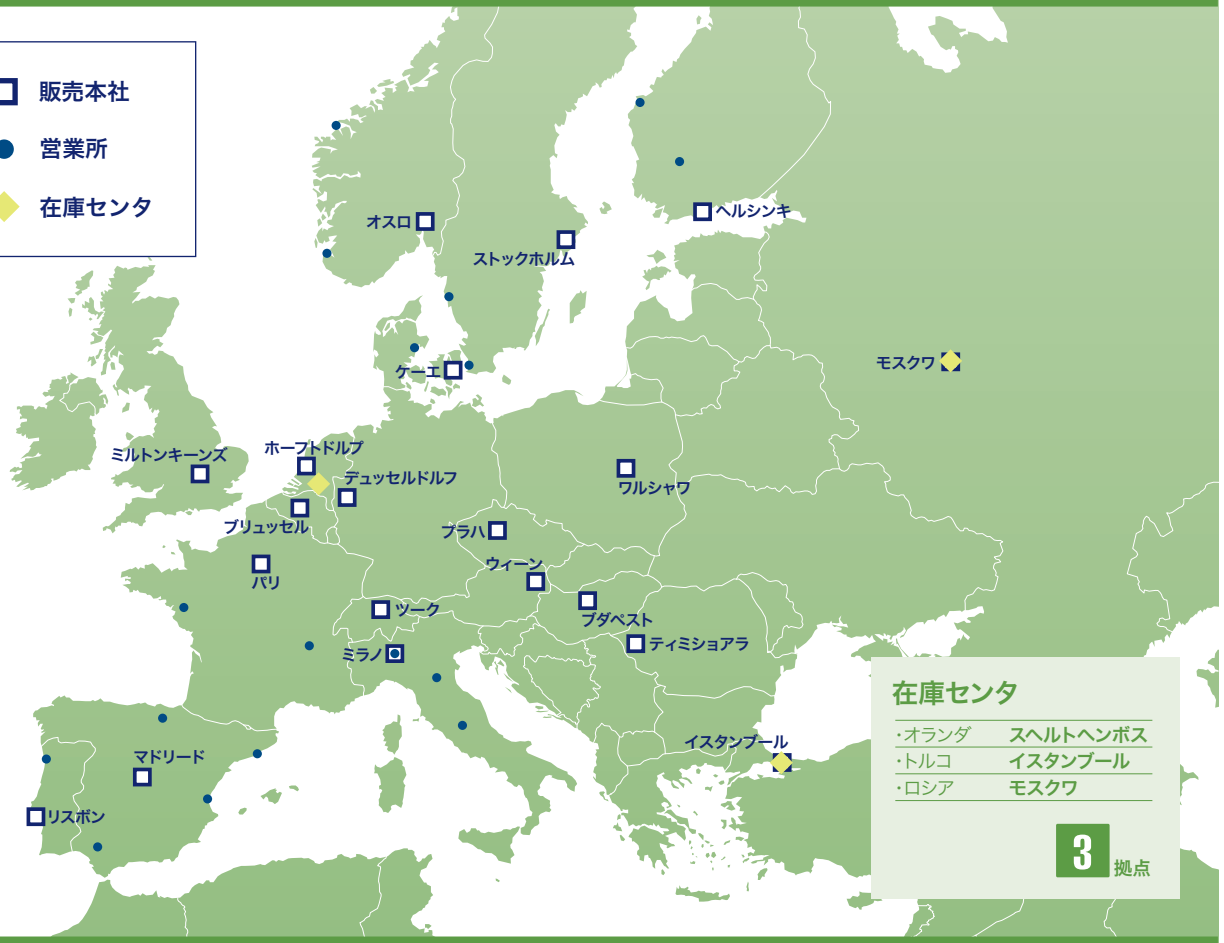 販売本社
営業所
在庫センタ
オスロ
ヘルシンキ
ストックホルム
ケーエ
モスクワ
ミルトンキーンズ
ホーフトドルプ
デュッセルドルフ
ワルシャワ
ブリュッセル
プラハ
ウィーン
パリ
ツーク
ブダペスト
ミラノ
ティミショアラ
イスタンブール
マドリード
リスボン
在庫センタ
・オランダ スヘルトヘンボス
・トルコ イスタンブール
・ロシア モスクワ
3 拠点